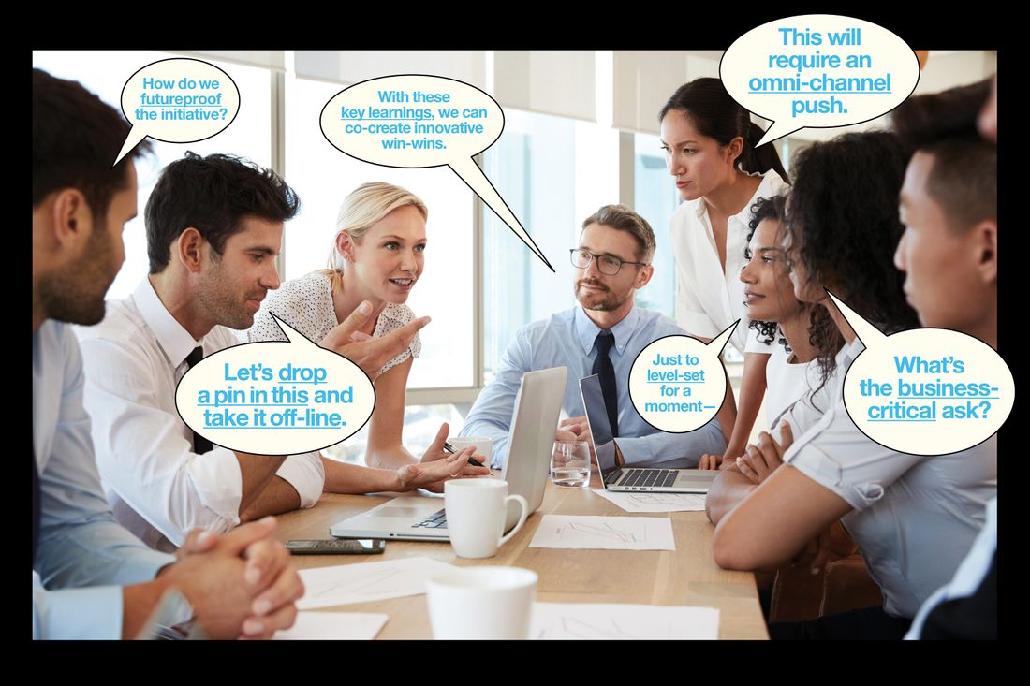 How do we
futureproof
the initiative?
With these
key learnings, we can
co-create innovative
win-wins.
This will
require an
omni-channel
push.
Let's drop
a pin in this and
take it off-line.
Just to
level-set
for a
moment—
What's
the business-
critical ask?